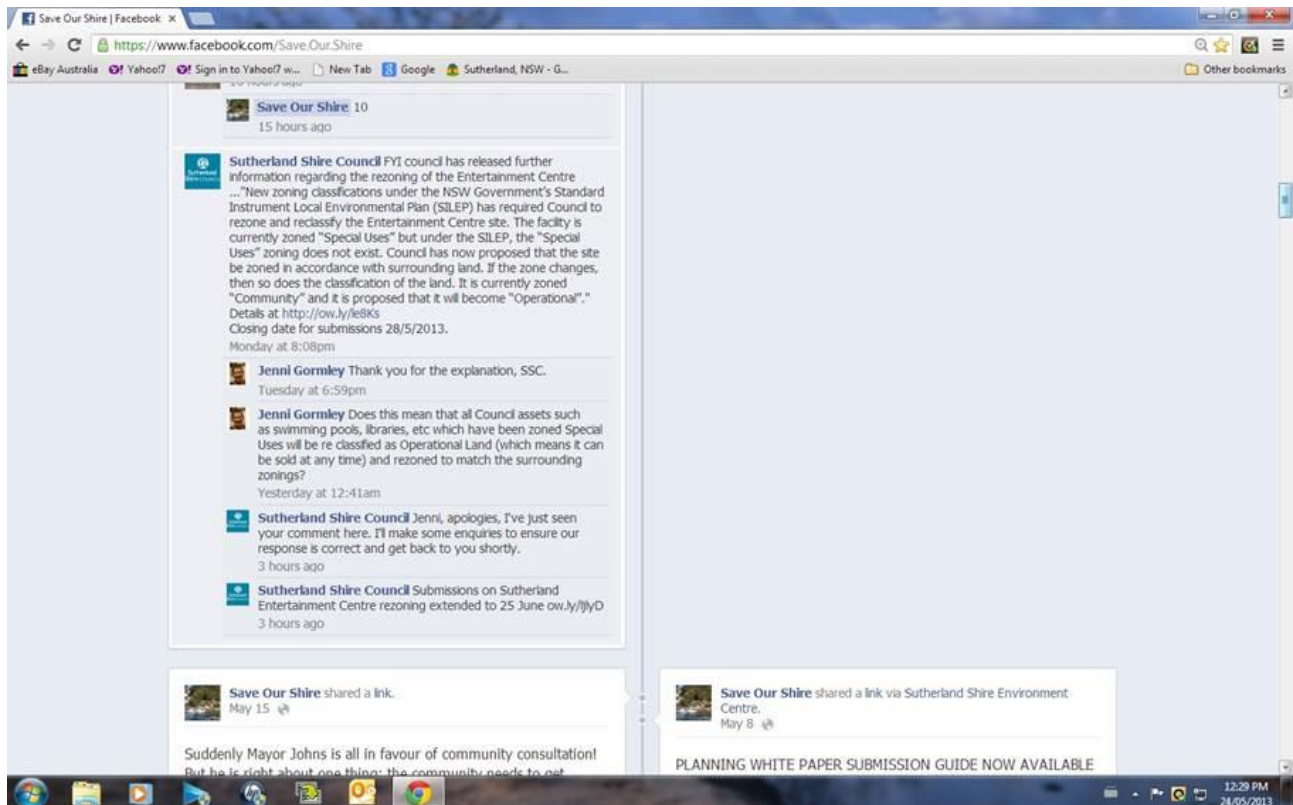 Save Our Shire | Facebook
https://www.facebook.com/Save.Our.Shire
eBay Australia
Yahoo!7
Sign in to Yahoo!7 w...
New Tab
Google
Sutherland, NSW - G...
Other bookmarks
Save Our Shire 10
15 hours ago
Sutherland Shire Council FYI council has released further
information regarding the rezoning of the Entertainment Centre
..."New zoning classifications under the NSW Government's Standard
Instrument Local Environmental Plan (SILEP) has required Council to
rezone and reclassify the Entertainment Centre site. The facility is
currently zoned "Special Uses" but under the SILEP, the "Special
Uses" zoning does not exist. Council has now proposed that the site
be zoned in accordance with surrounding land. If the zone changes,
then so does the classification of the land. It is currently zoned
"Community" and it is proposed that it will become "Operational"."
Details at http://ow.ly/le8Ks
Closing date for submissions 28/5/2013.
Monday at 8:08pm
Jenni Gormley Thank you for the explanation, SSC.
Tuesday at 6:59pm
Jenni Gormley Does this mean that all Council assets such
as swimming pools, libraries, etc which have been zoned Special
Uses will be re classified as Operational Land (which means it can
be sold at any time) and rezoned to match the surrounding
zonings?
Yesterday at 12:41am
Sutherland Shire Council Jenni, apologies, I've just seen
your comment here. I'll make some enquiries to ensure our
response is correct and get back to you shortly.
3 hours ago
Sutherland Shire Council Submissions on Sutherland
Entertainment Centre rezoning extended to 25 June
3 hours ago
Save Our Shire shared a link.
May 15
Suddenly Mayor Johns is all in favour of community consultation!
But he is right about one thing: the community needs to get
Save Our Shire shared a link via Sutherland Shire Environment
Centre.
May 8
PLANNING WHITE PAPER SUBMISSION GUIDE NOW AVAILABLE
12:29 PM
24/05/2013